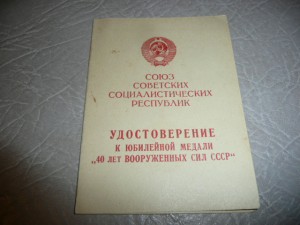 СОЮЗ
СОВЕТСКИХ
СОЦИАЛИСТИЧЕСКИХ
РЕСПУБЛИК
УДОСТОВЕРЕНИЕ
К ЮБИЛЕЙНОЙ МЕДАЛИ
„40 ЛЕТ ВООРУЖЕННЫХ СИЛ СССР"